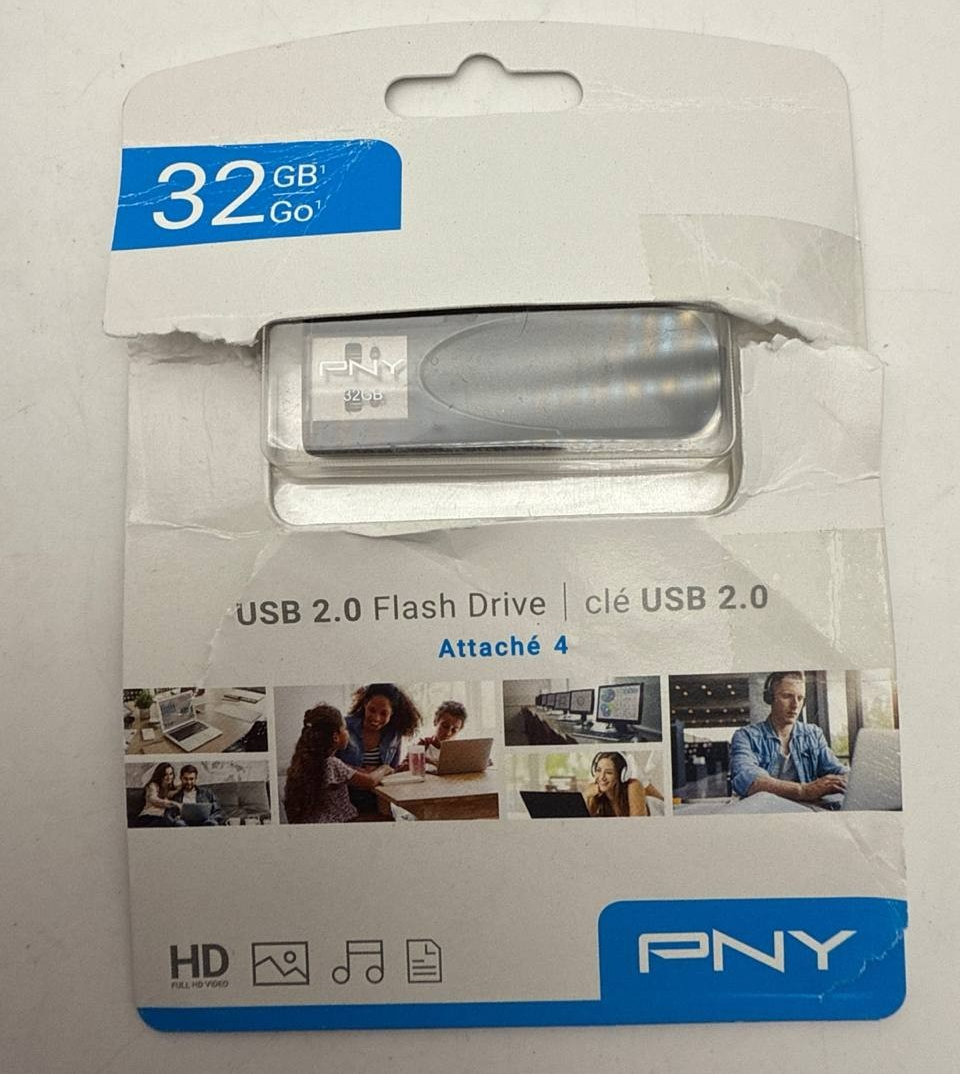 32 GB¹
Go¹
PNY
32GB
USB 2.0 Flash Drive | clé USB 2.0
Attaché 4
HD
FULL HD VIDEO
PNY